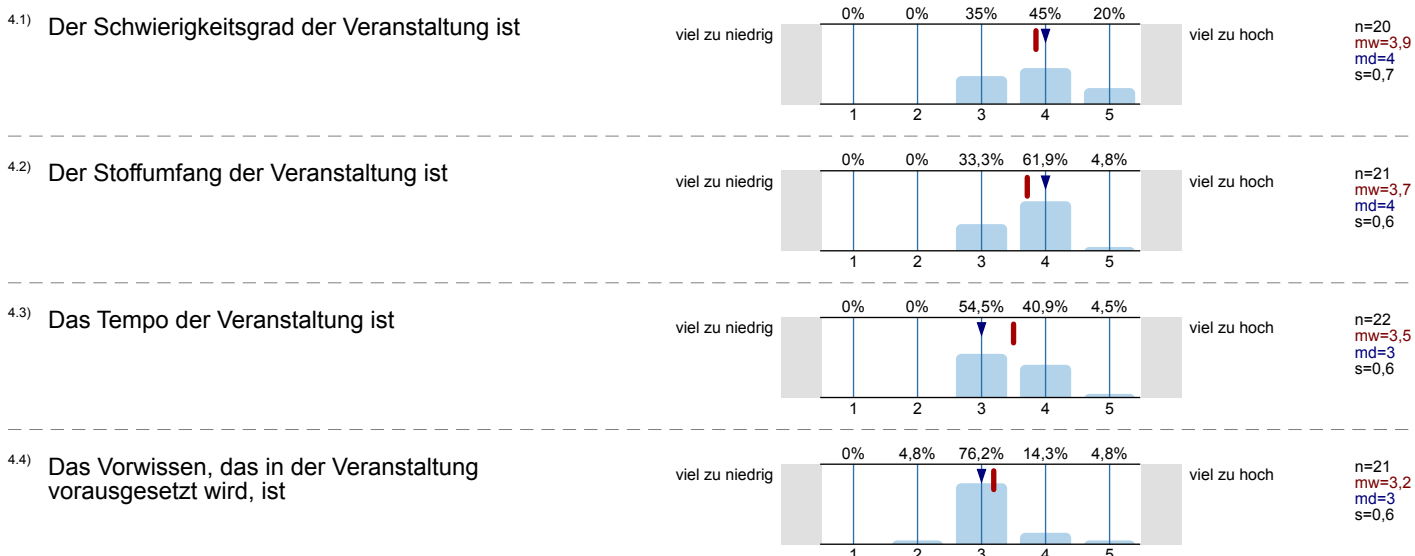 4.1) Der Schwierigkeitsgrad der Veranstaltung ist
viel zu niedrig
0% 0% 35% 45% 20%
1 2 3 4 5
viel zu hoch
n=20
mw=3,9
md=4
s=0,7
4.2) Der Stoffumfang der Veranstaltung ist
viel zu niedrig
0% 0% 33,3% 61,9% 4,8%
1 2 3 4 5
viel zu hoch
n=21
mw=3,7
md=4
s=0,6
4.3) Das Tempo der Veranstaltung ist
viel zu niedrig
0% 0% 54,5% 40,9% 4,5%
1 2 3 4 5
viel zu hoch
n=22
mw=3,5
md=3
s=0,6
4.4) Das Vorwissen, das in der Veranstaltung
vorausgesetzt wird, ist
viel zu niedrig
0% 4,8% 76,2% 14,3% 4,8%
1 2 3 4 5
viel zu hoch
n=21
mw=3,2
md=3
s=0,6